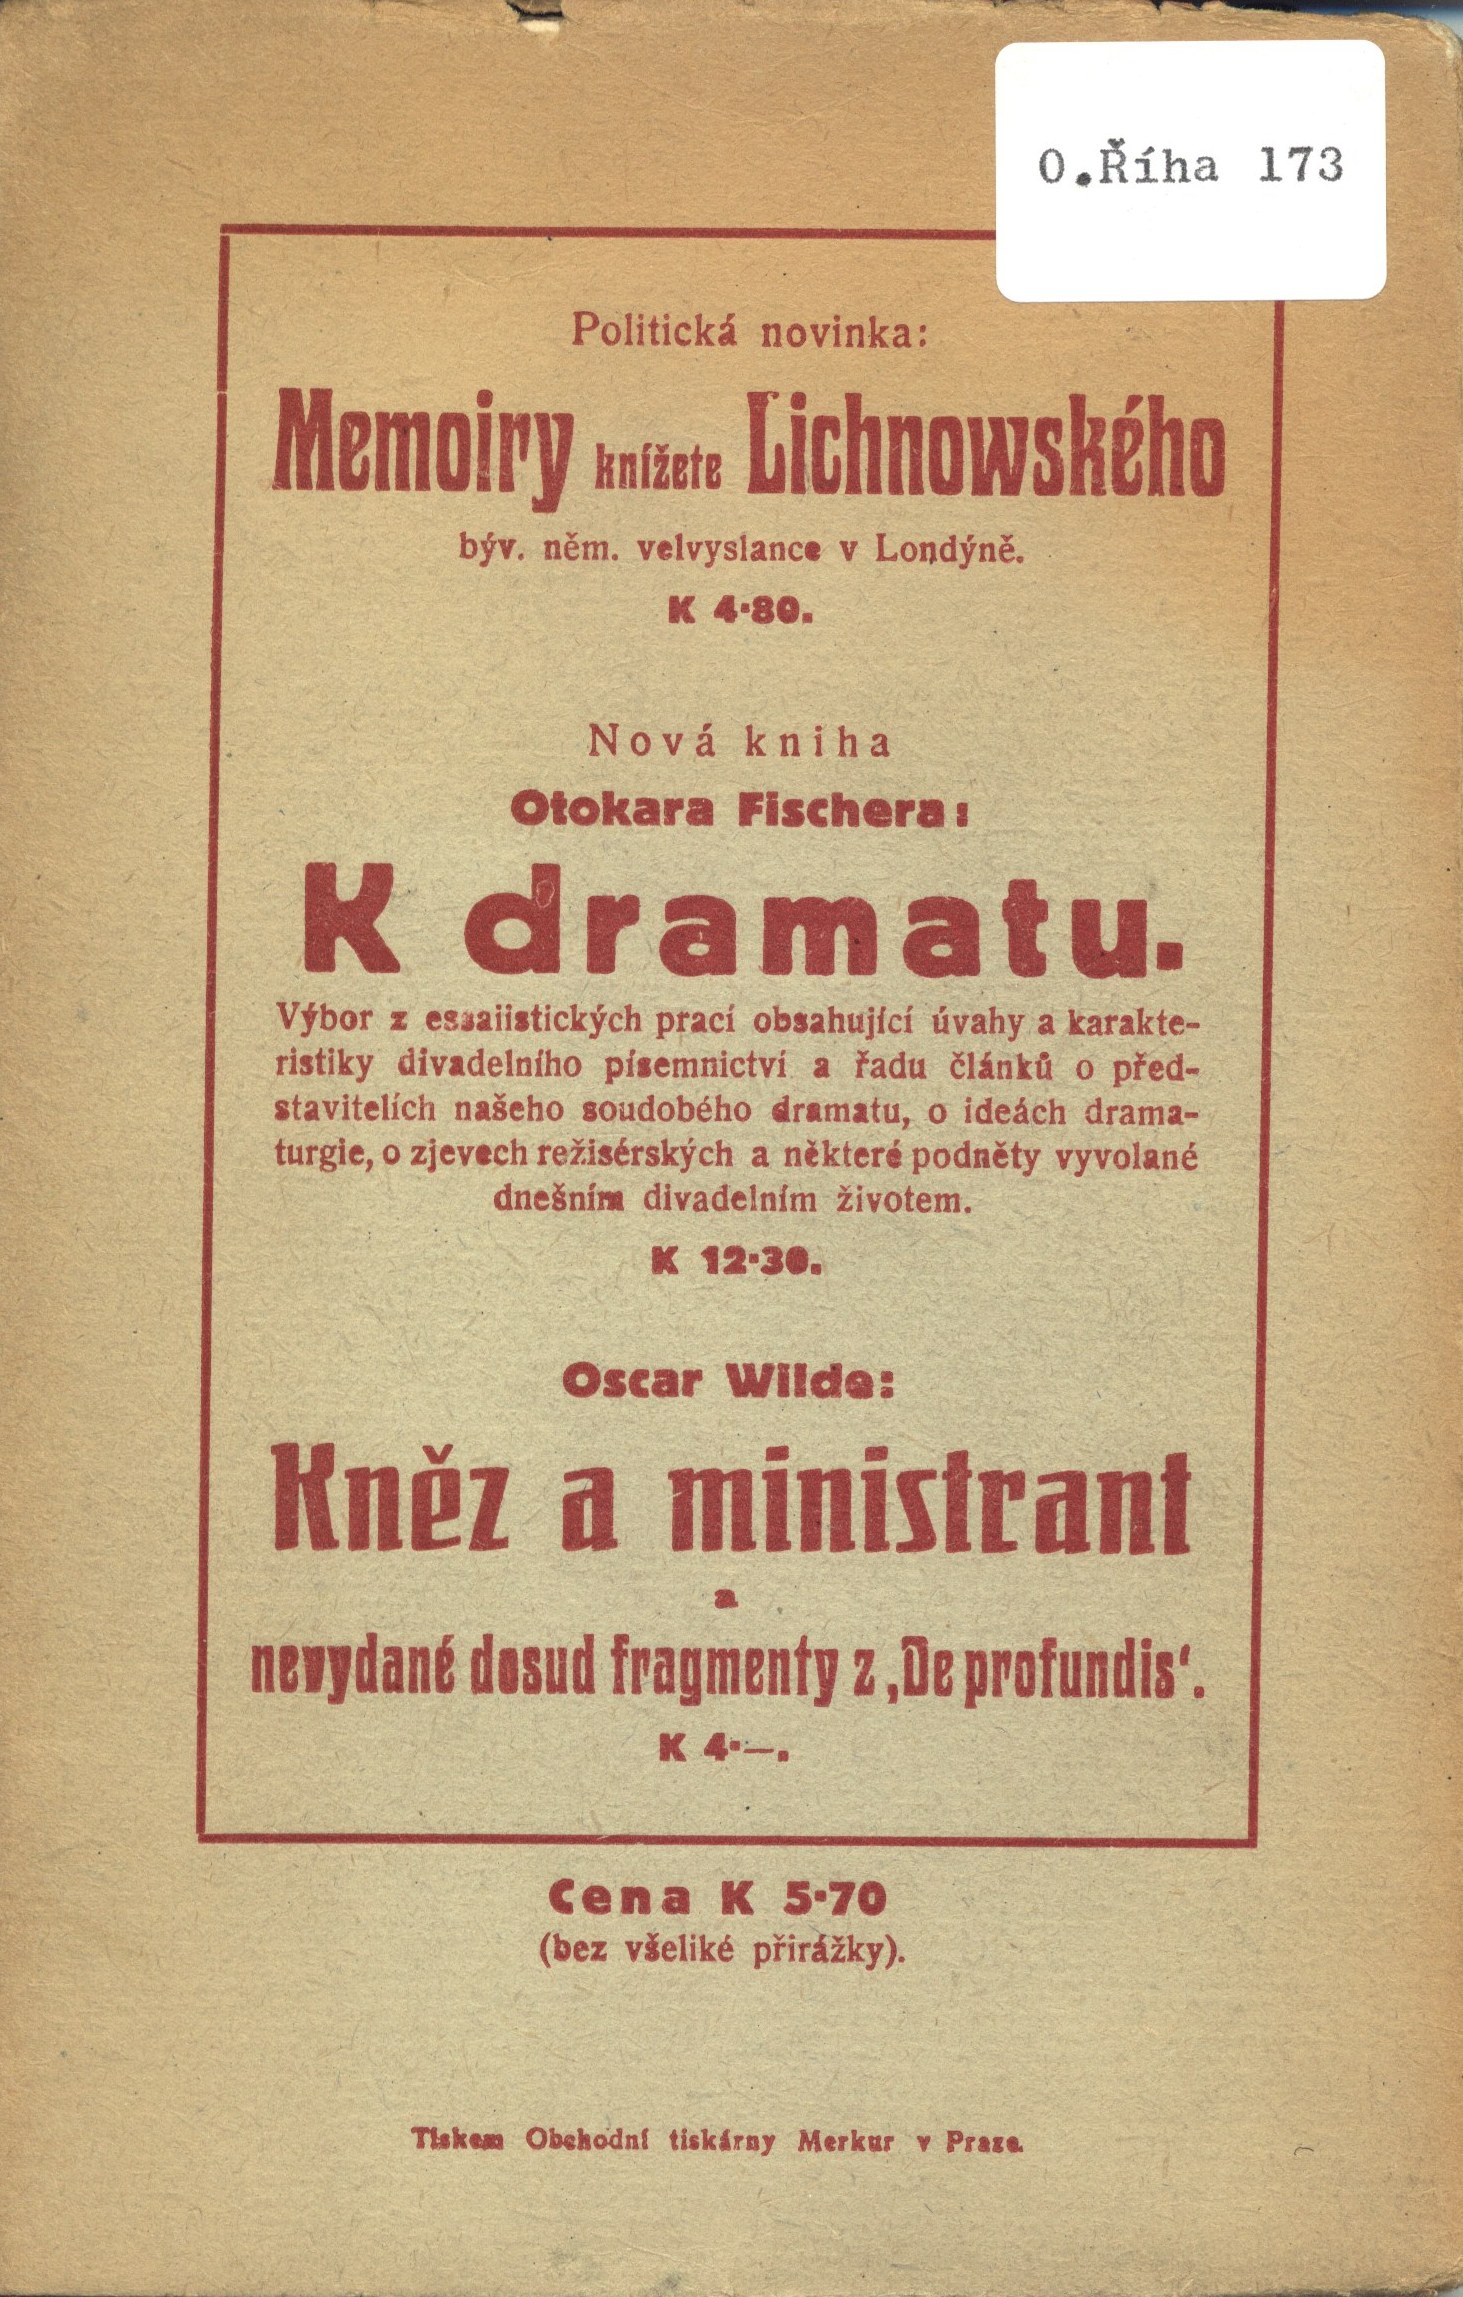 O.Říha 173
Politická novinka:
Memoiry knížete Lichnowského
býv. něm. velvyslance v Londýně.
K 4·80.
Nová kniha
Otokara Fischera:
K dramatu.
Výbor z essaiistických prací obsahující úvahy a karakte-
ristiky divadelního písemnictví a řadu článků o před-
stavitelích našeho soudobého dramatu, o ideách drama-
turgie, o zjevech režisérských a některé podněty vyvolané
dnešním divadelním životem.
K 12·30.
Oscar Wilde:
Kněz a ministrant
a
nevydané dosud fragmenty z ‚De profundis‘.
K 4·—.
Cena K 5·70
(bez všeliké přirážky).
Tiskem Obchodní tiskárny Merkur v Praze.